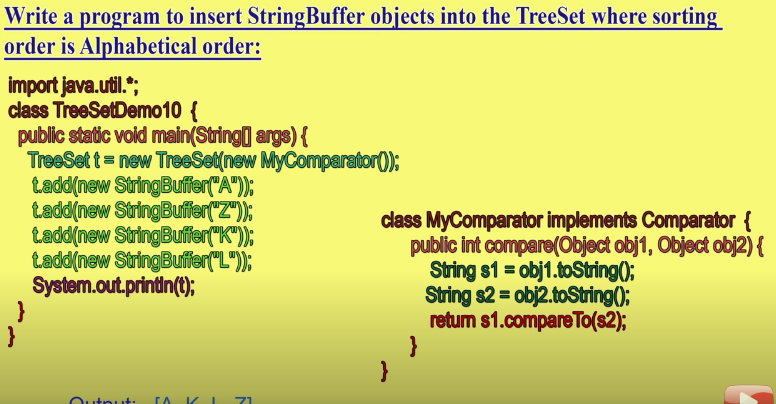 Write a program to insert StringBuffer objects into the TreeSet where sorting
order is Alphabetical order:
import java.util.*;
class TreeSetDemo10 {
public static void main(String[] args) {
TreeSet t = new TreeSet(new MyComparator());
t.add(new StringBuffer("A"));
t.add(new StringBuffer("Z"));
t.add(new StringBuffer("K"));
t.add(new StringBuffer("L"));
System.out.println(t);
}
}
class MyComparator implements Comparator {
public int compare(Object obj1, Object obj2) {
String s1 = obj1.toString();
String s2 = obj2.toString();
return s1.compareTo(s2);
}
}
Output: [A, K, L, Z]